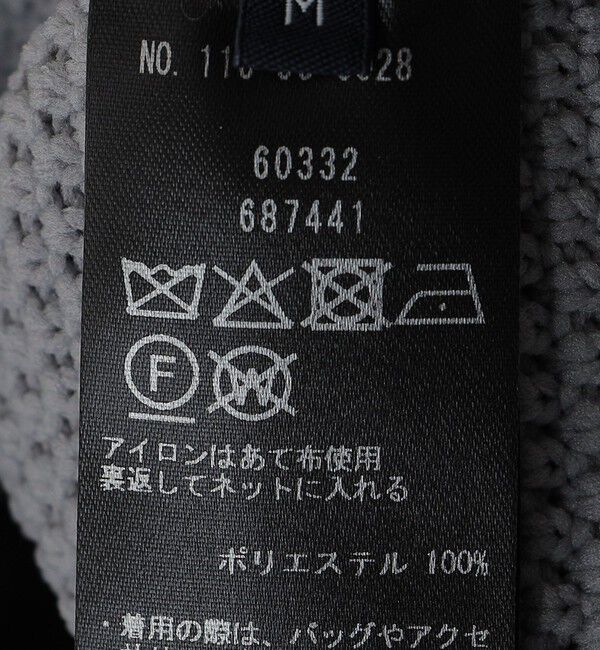 M
NO.
60332
687441
F
W
アイロンはあて布使用
裏返してネットに入れる
ポリエステル 100%
・着用の際は、バッグやアクセ